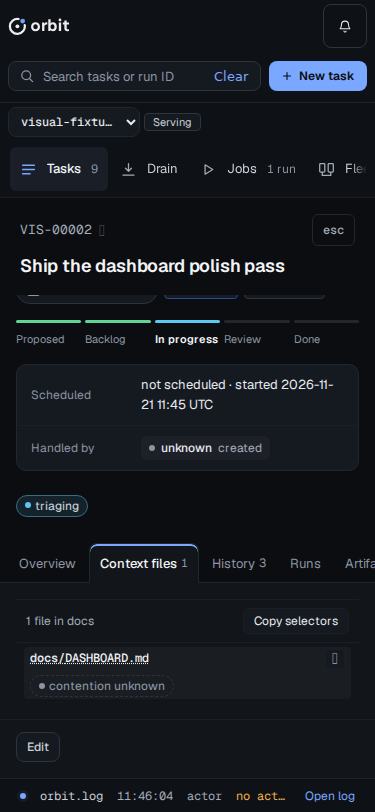 orbit
Search tasks or run ID Clear
+ New task
visual-fixtu… Serving
Tasks 9 Drain Jobs 1 run Fle
VIS-00002 esc
Ship the dashboard polish pass
Proposed Backlog In progress Review Done
Scheduled not scheduled · started 2026-11-
21 11:45 UTC
Handled by unknown created
triaging
Overview Context files 1 History 3 Runs Artifa
1 file in docs Copy selectors
docs/DASHBOARD.md
contention unknown
Edit
orbit.log 11:46:04 actor no act… Open log